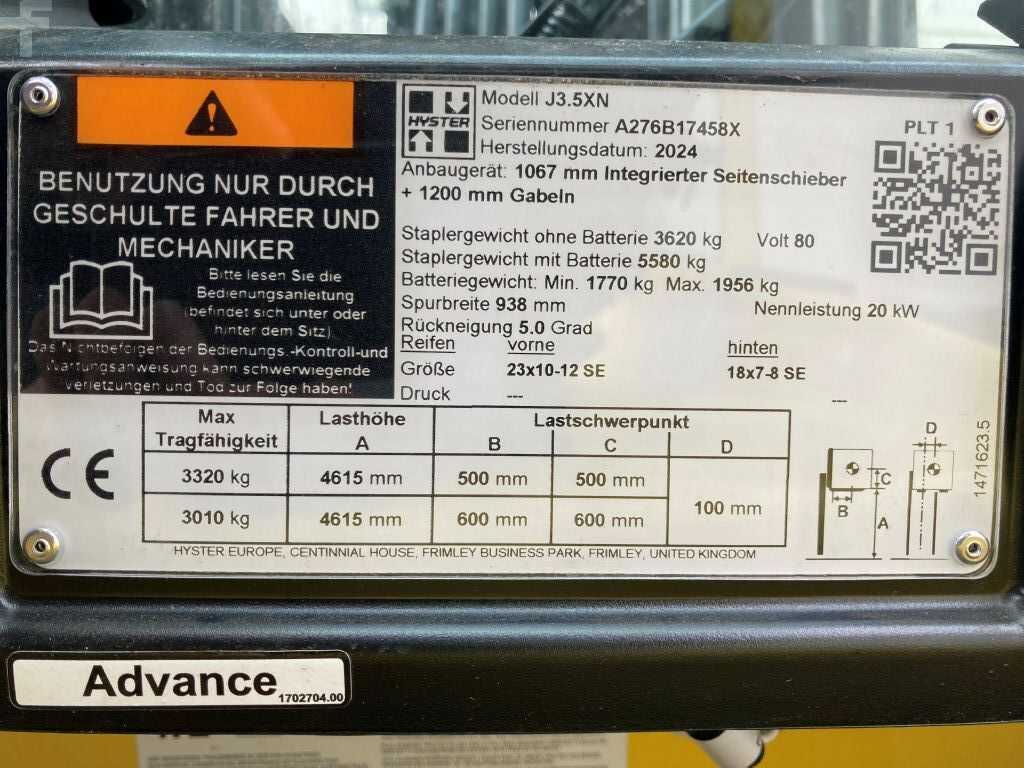 BENUTZUNG NUR DURCH
GESCHULTE FAHRER UND
MECHANIKER
Bitte lesen Sie die
Bedienungsanleitung
(befindet sich unter oder
hinter dem Sitz).
Das Nichtbefolgen der Bedienungs.-Kontroll-und
Wartungsanweisung kann schwerwiegende
Verletzungen und Tod zur Folge haben!
HYSTER
Modell J3.5XN
Seriennummer A276B17458X
Herstellungsdatum: 2024
PLT 1
Anbaugerät: 1067 mm Integrierter Seitenschieber
+ 1200 mm Gabeln
Staplergewicht ohne Batterie 3620 kg Volt 80
Staplergewicht mit Batterie 5580 kg
Batteriegewicht: Min. 1770 kg Max. 1956 kg
Spurbreite 938 mm Nennleistung 20 kW
Rückneigung 5.0 Grad
Reifen vorne hinten
Größe 23x10-12 SE 18x7-8 SE
Druck --- ---
Max Tragfähigkeit Lasthöhe A Lastschwerpunkt B C D
3320 kg 4615 mm 500 mm 500 mm 100 mm
3010 kg 4615 mm 600 mm 600 mm
CE
HYSTER EUROPE, CENTINNIAL HOUSE, FRIMLEY BUSINESS PARK, FRIMLEY, UNITED KINGDOM
D
C
B
A
1471623.5
Advance 1702704.00